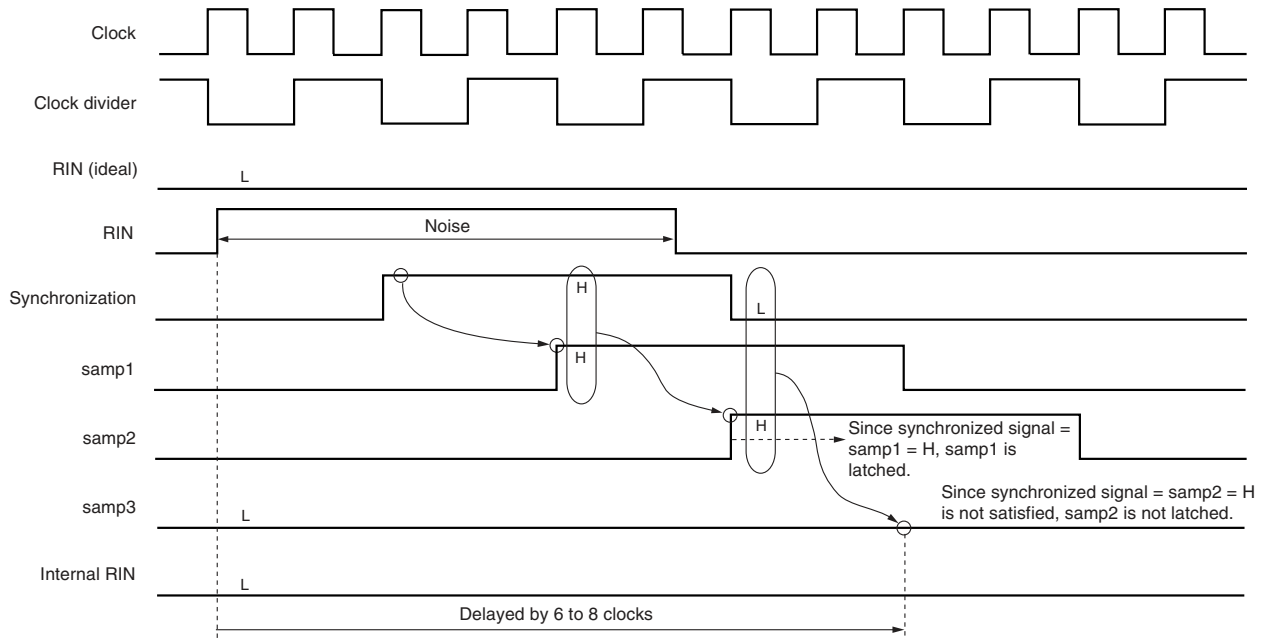 Clock
Clock divider
RIN (ideal)
L
RIN
Noise
Synchronization
H
L
samp1
H
samp2
H
Since synchronized signal =
samp1 = H, samp1 is
latched.
samp3
L
Since synchronized signal = samp2 = H
is not satisfied, samp2 is not latched.
Internal RIN
L
Delayed by 6 to 8 clocks